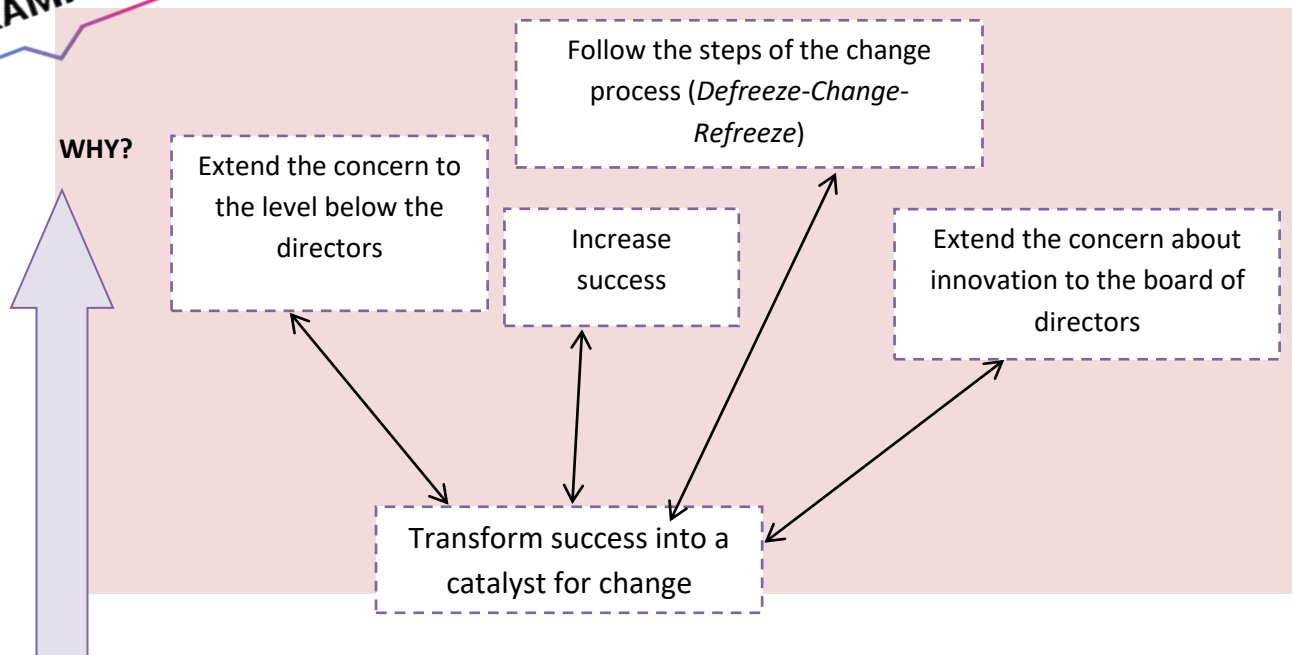 Follow the steps of the change
process (Defreeze-Change-
Refreeze)
WHY?
Extend the concern to
the level below the
directors
Increase
success
Extend the concern about
innovation to the board of
directors
Transform success into a
catalyst for change